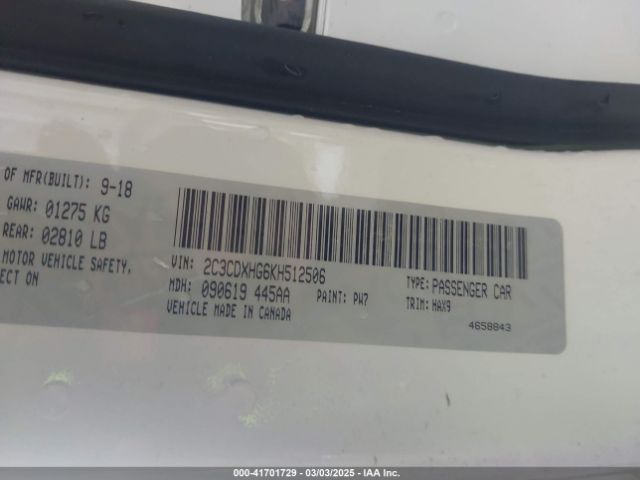 OF MFR(BUILT): 9-18
GAWR: 01275 KG
REAR: 02810 LB
MOTOR VEHICLE SAFETY,
ECT ON
VIN: 2C3CDXHG6KH512506
TYPE: PASSENGER CAR
MDH: 090619 445AA
PAINT: PW7
TRIM: HAX9
VEHICLE MADE IN CANADA
4658843
000-41701729 - 03/03/2025 - IAA Inc.